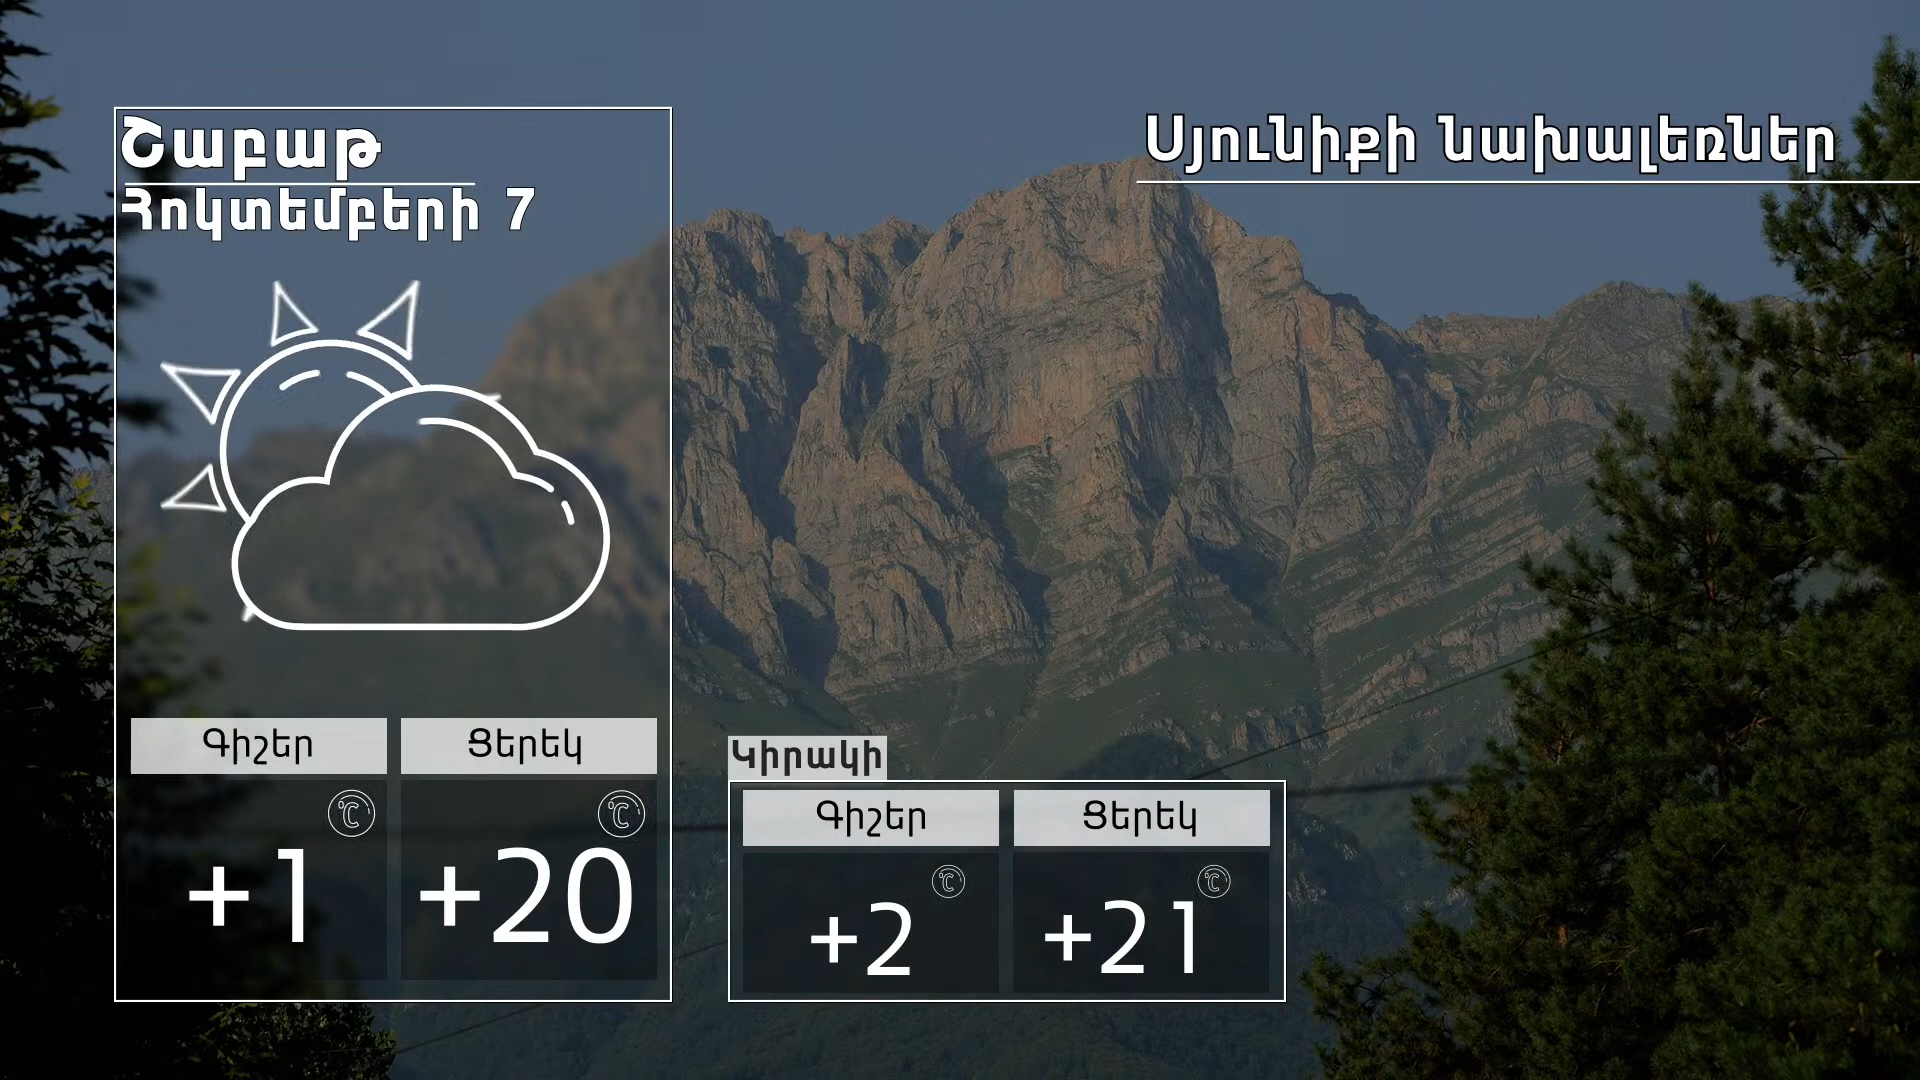 Շաբաթ
Հոկտեմբերի 7
Սյունիքի նախալեռներ
Գիշեր
Ցերեկ
°C
°C
+1
+20
Կիրակի
Գիշեր
Ցերեկ
°C
°C
+2
+21